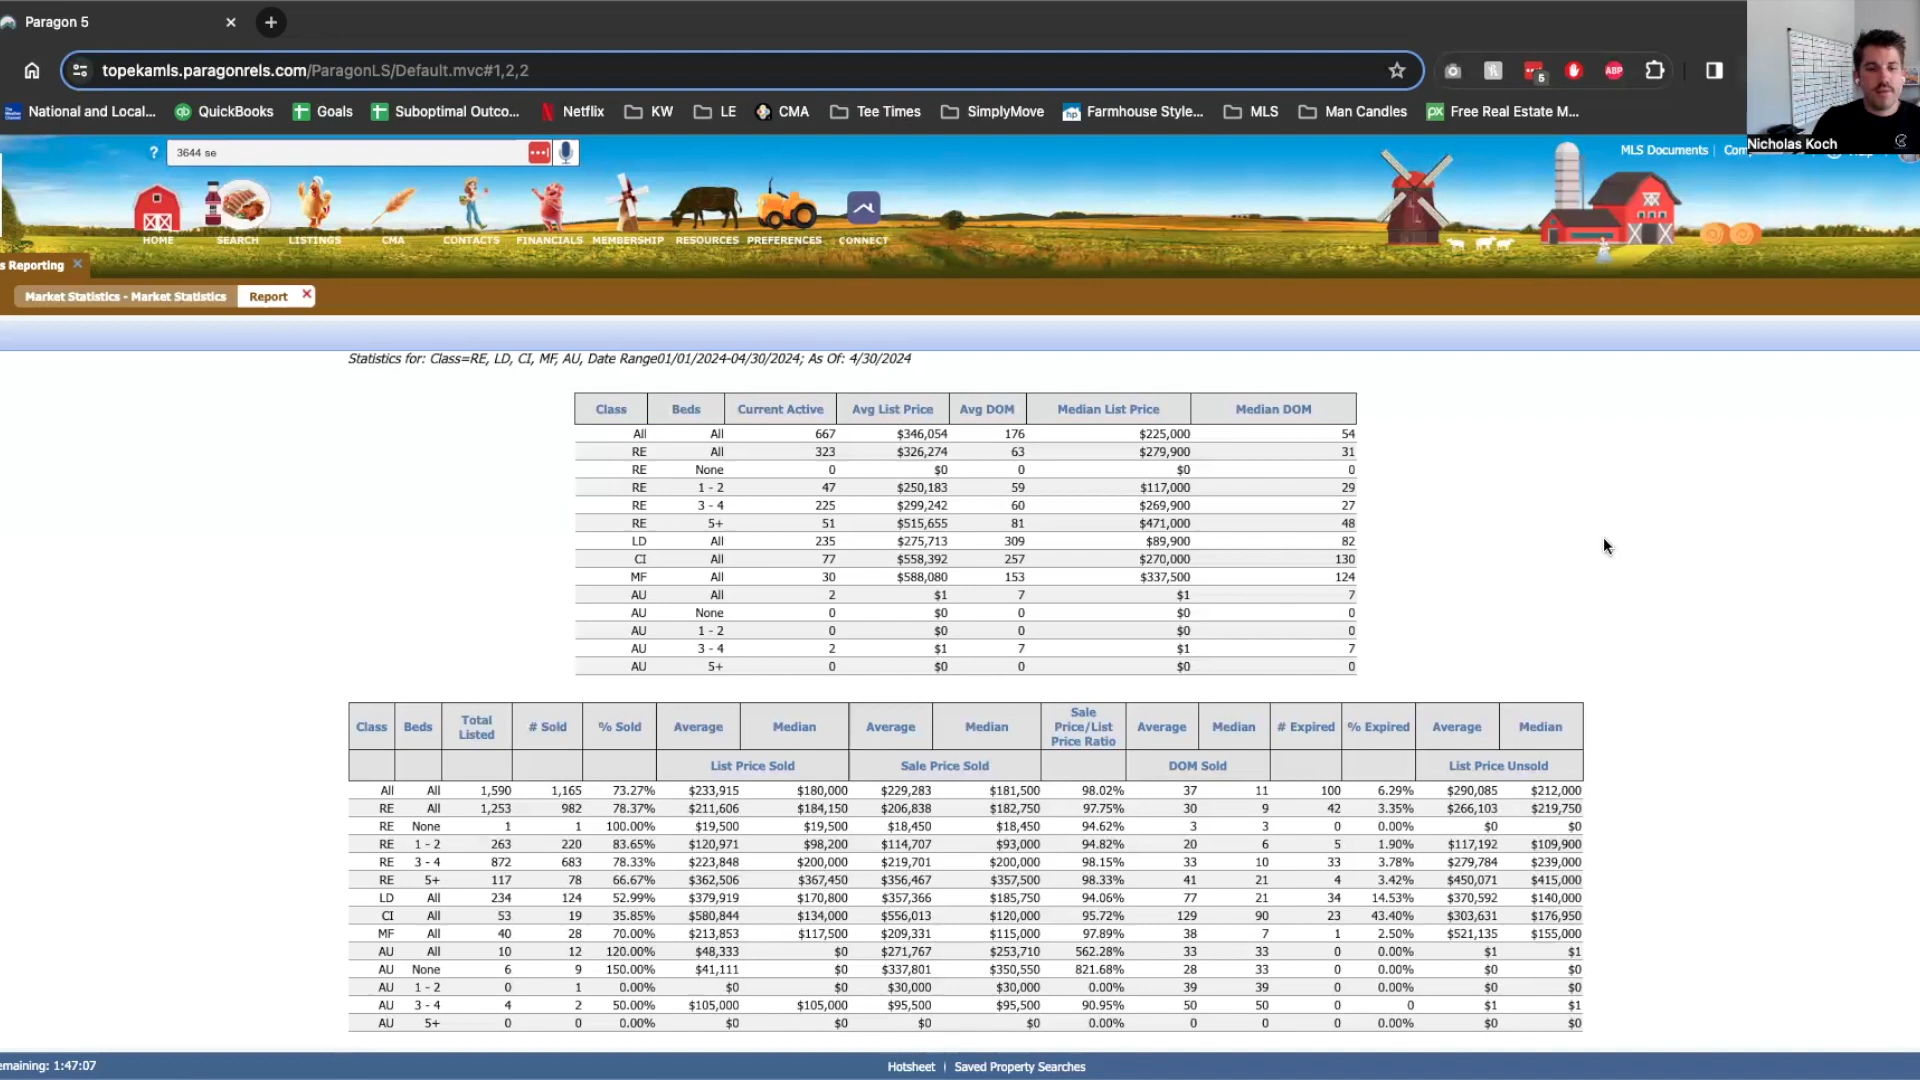 Paragon 5
topekamls.paragonrels.com/ParagonLS/Default.mvc#1,2,2
5
ABP
National and Local...
QuickBooks
Goals
Suboptimal Outco...
Netflix
KW
LE
CMA
Tee Times
SimplyMove
hp
Farmhouse Style...
MLS
Man Candles
px
Free Real Estate M...
Nicholas Koch
? 3644 se
MLS Documents |
HOME SEARCH LISTINGS CMA CONTACTS FINANCIALS MEMBERSHIP RESOURCES PREFERENCES CONNECT
s Reporting
Market Statistics - Market Statistics Report
Statistics for: Class=RE, LD, CI, MF, AU, Date Range01/01/2024-04/30/2024; As Of: 4/30/2024
Class Beds Current Active Avg List Price Avg DOM Median List Price Median DOM
All All 667 $346,054 176 $225,000 54
RE All 323 $326,274 63 $279,900 31
RE None 0 $0 0 $0 0
RE 1 - 2 47 $250,183 59 $117,000 29
RE 3 - 4 225 $299,242 60 $269,900 27
RE 5+ 51 $515,655 81 $471,000 48
LD All 235 $275,713 309 $89,900 82
CI All 77 $558,392 257 $270,000 130
MF All 30 $588,080 153 $337,500 124
AU All 2 $1 7 $1 7
AU None 0 $0 0 $0 0
AU 1 - 2 0 $0 0 $0 0
AU 3 - 4 2 $1 7 $1 7
AU 5+ 0 $0 0 $0 0
Class Beds Total Listed # Sold % Sold Average Median Average Median Sale Price/List Price Ratio Average Median # Expired % Expired Average Median
List Price Sold Sale Price Sold DOM Sold List Price Unsold
All All 1,590 1,165 73.27% $233,915 $180,000 $229,283 $181,500 98.02% 37 11 100 6.29% $290,085 $212,000
RE All 1,253 982 78.37% $211,606 $184,150 $206,838 $182,750 97.75% 30 9 42 3.35% $266,103 $219,750
RE None 1 1 100.00% $19,500 $19,500 $18,450 $18,450 94.62% 3 3 0 0.00% $0 $0
RE 1 - 2 263 220 83.65% $120,971 $98,200 $114,707 $93,000 94.82% 20 6 5 1.90% $117,192 $109,900
RE 3 - 4 872 683 78.33% $223,848 $200,000 $219,701 $200,000 98.15% 33 10 33 3.78% $279,784 $239,000
RE 5+ 117 78 66.67% $362,506 $367,450 $356,467 $357,500 98.33% 41 21 4 3.42% $450,071 $415,000
LD All 234 124 52.99% $379,919 $170,800 $357,366 $185,750 94.06% 77 21 34 14.53% $370,592 $140,000
CI All 53 19 35.85% $580,844 $134,000 $556,013 $120,000 95.72% 129 90 23 43.40% $303,631 $176,950
MF All 40 28 70.00% $213,853 $117,500 $209,331 $115,000 97.89% 38 7 1 2.50% $521,135 $155,000
AU All 10 12 120.00% $48,333 $0 $271,767 $253,710 562.28% 33 33 0 0.00% $1 $1
AU None 6 9 150.00% $41,111 $0 $337,801 $350,550 821.68% 28 33 0 0.00% $0 $0
AU 1 - 2 0 1 0.00% $0 $0 $30,000 $30,000 0.00% 39 39 0 0.00% $0 $0
AU 3 - 4 4 2 50.00% $105,000 $105,000 $95,500 $95,500 90.95% 50 50 0 0 $1 $1
AU 5+ 0 0 0.00% $0 $0 $0 $0 0.00% 0 0 0 0.00% $0 $0
emaining: 1:47:07
Hotsheet | Saved Property Searches